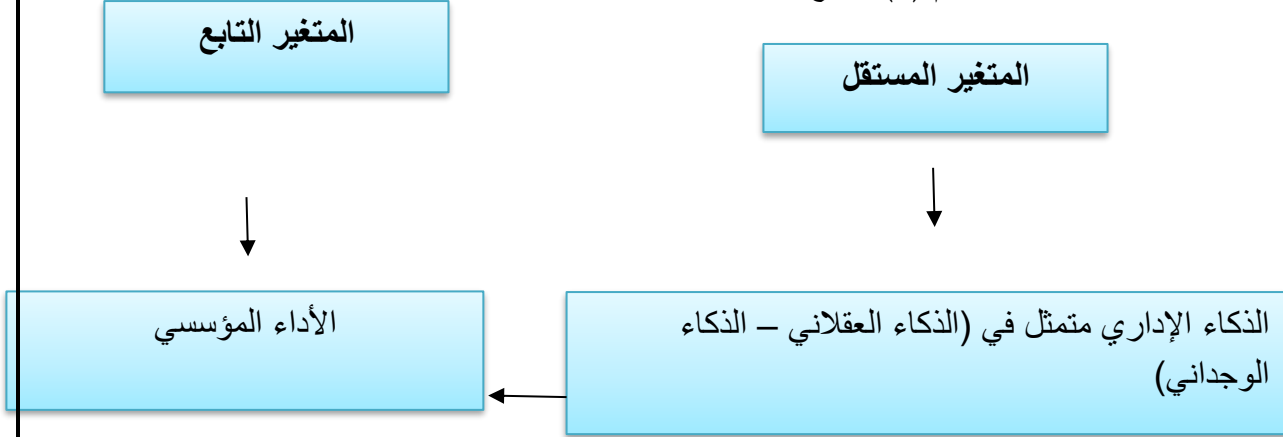 المتغير المستقل
المتغير التابع
الذكاء الإداري متمثل في (الذكاء العقلاني – الذكاء
الوجداني)
الأداء المؤسسي